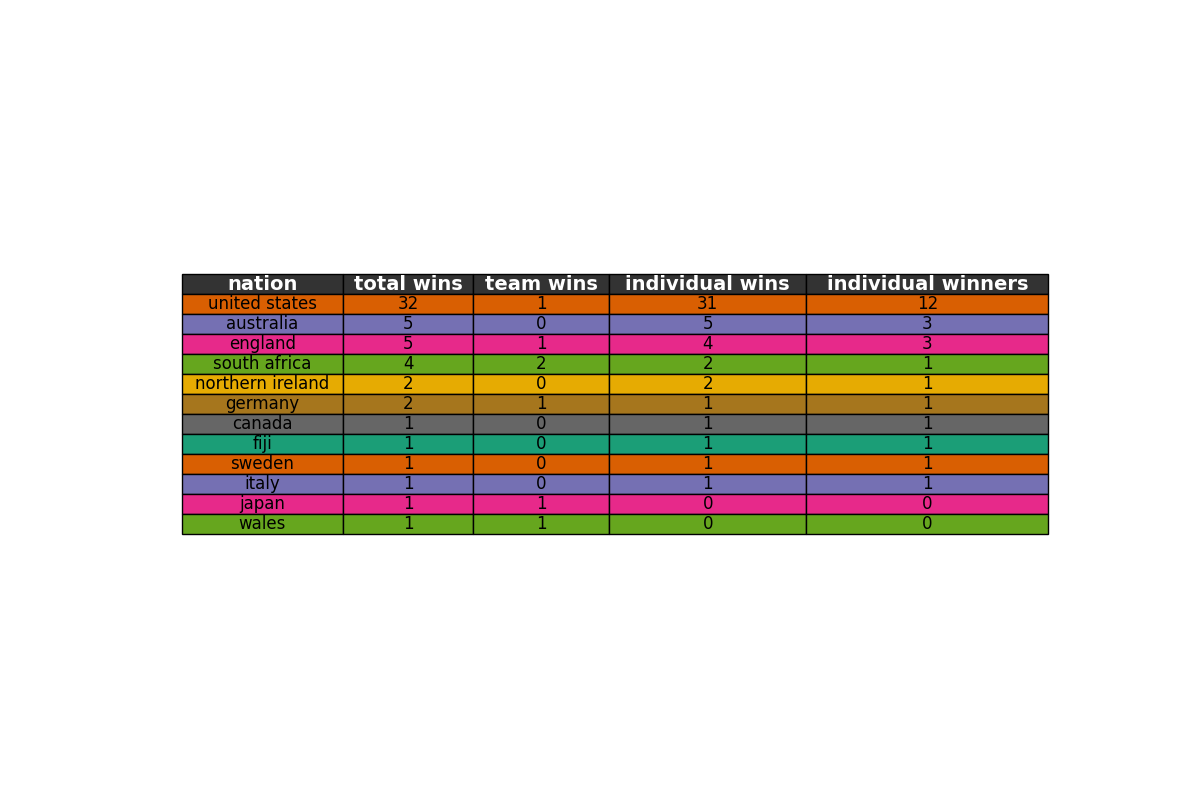 nation total wins team wins individual wins individual winners
united states 32 1 31 12
australia 5 0 5 3
england 5 1 4 3
south africa 4 2 2 1
northern ireland 2 0 2 1
germany 2 1 1 1
canada 1 0 1 1
fiji 1 0 1 1
sweden 1 0 1 1
italy 1 0 1 1
japan 1 1 0 0
wales 1 1 0 0